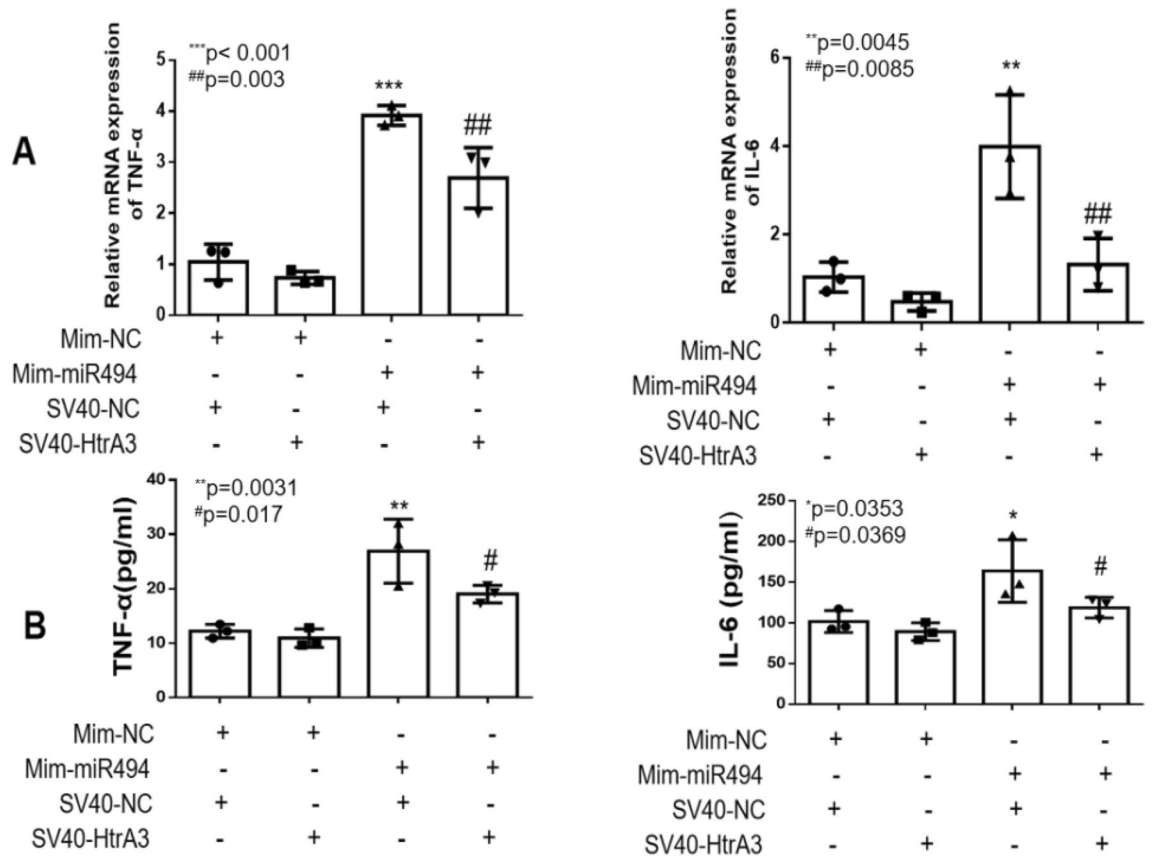 A
Relative mRNA expression
of TNF-α
***p< 0.001
##p=0.003
5
4
3
2
1
0
***
##
Mim-NC + + - -
Mim-miR494 - - + +
SV40-NC + - + -
SV40-HtrA3 - + - +
Relative mRNA expression
of IL-6
**p=0.0045
##p=0.0085
6
4
2
0
**
##
Mim-NC + + - -
Mim-miR494 - - + +
SV40-NC + - + -
SV40-HtrA3 - + - +
B
TNF-α(pg/ml)
**p=0.0031
#p=0.017
40
30
20
10
0
**
#
Mim-NC + + - -
Mim-miR494 - - + +
SV40-NC + - + -
SV40-HtrA3 - + - +
IL-6 (pg/ml)
*p=0.0353
#p=0.0369
250
200
150
100
50
0
*
#
Mim-NC + + - -
Mim-miR494 - - + +
SV40-NC + - + -
SV40-HtrA3 - + - +